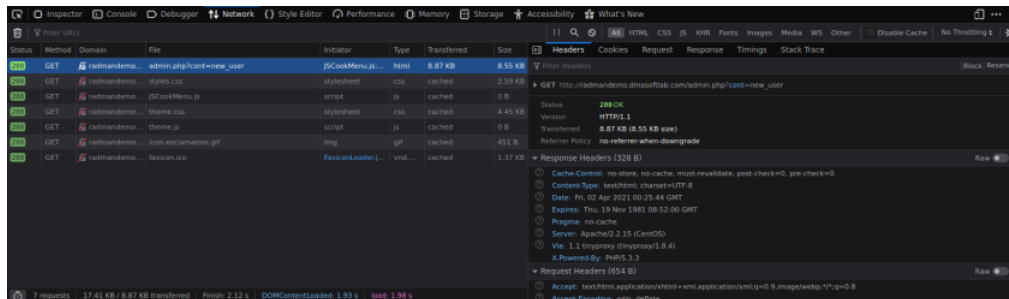 Inspector Console Debugger Network Style Editor Performance Memory Storage Accessibility What's New
Filter URLs All HTML CSS JS XHR Fonts Images Media WS Other Disable Cache No Throttling
Status Method Domain File Initiator Type Transferred Size
Headers Cookies Request Response Timings Stack Trace
200 GET radmandemo... admin.php?cont=new_user JSCookMenu.js:... html 8.87 KB 8.55 KB
200 GET radmandemo... styles.css stylesheet css cached 2.59 KB
200 GET radmandemo... JSCookMenu.js script js cached 0 B
200 GET radmandemo... theme.css stylesheet css cached 4.45 KB
200 GET radmandemo... theme.js script js cached 0 B
200 GET radmandemo... icon-exclamation.gif img gif cached 451 B
200 GET radmandemo... favicon.ico FaviconLoader.j... vnd.... cached 1.37 KB
7 requests 17.41 KB / 8.87 KB transferred Finish: 2.12 s DOMContentLoaded: 1.93 s load: 1.98 s
Filter Headers Block Resend
GET http://radmandemo.dmasoftlab.com/admin.php?cont=new_user
Status 200 OK
Version HTTP/1.1
Transferred 8.87 KB (8.55 KB size)
Referrer Policy no-referrer-when-downgrade
Response Headers (328 B) Raw
Cache-Control: no-store, no-cache, must-revalidate, post-check=0, pre-check=0
Content-Type: text/html; charset=UTF-8
Date: Fri, 02 Apr 2021 00:25:44 GMT
Expires: Thu, 19 Nov 1981 08:52:00 GMT
Pragma: no-cache
Server: Apache/2.2.15 (CentOS)
Via: 1.1 tinyproxy (tinyproxy/1.8.4)
X-Powered-By: PHP/5.3.3
Request Headers (654 B) Raw
Accept: text/html,application/xhtml+xml,application/xml;q=0.9,image/webp,*/*;q=0.8
Accept-Encoding: gzip, deflate